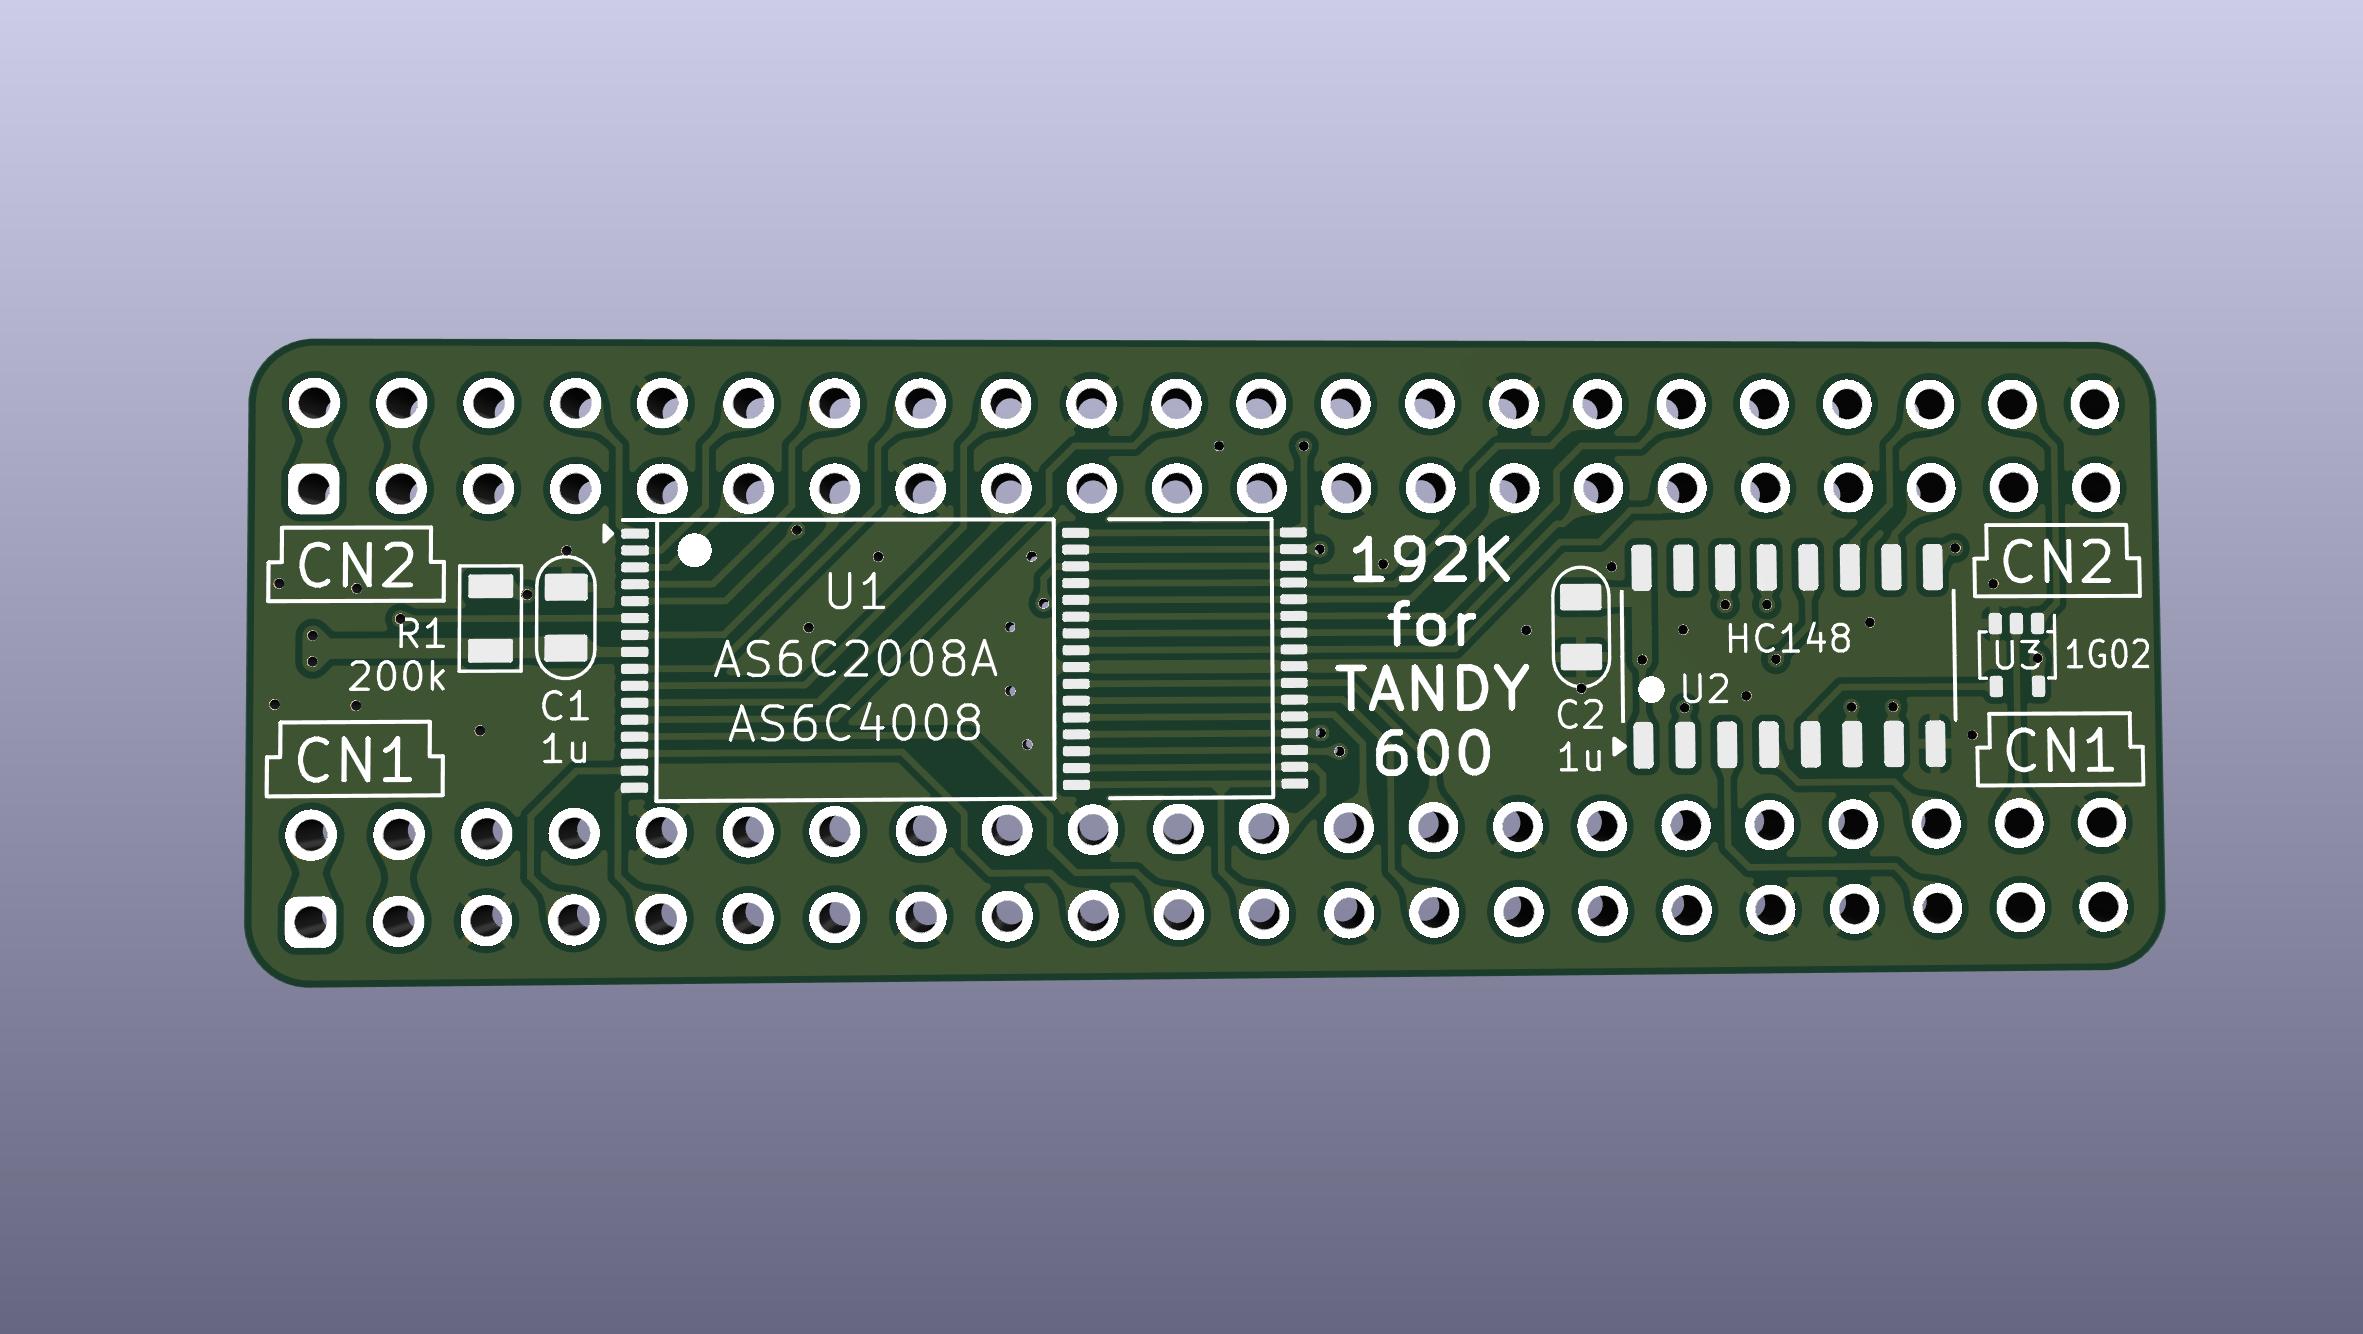 CN2
R1
200k
CN1
C1
1u
U1
AS6C2008A
AS6C4008
192K
for
TANDY
600
C2
1u
HC148
U2
CN2
U3
1G02
CN1